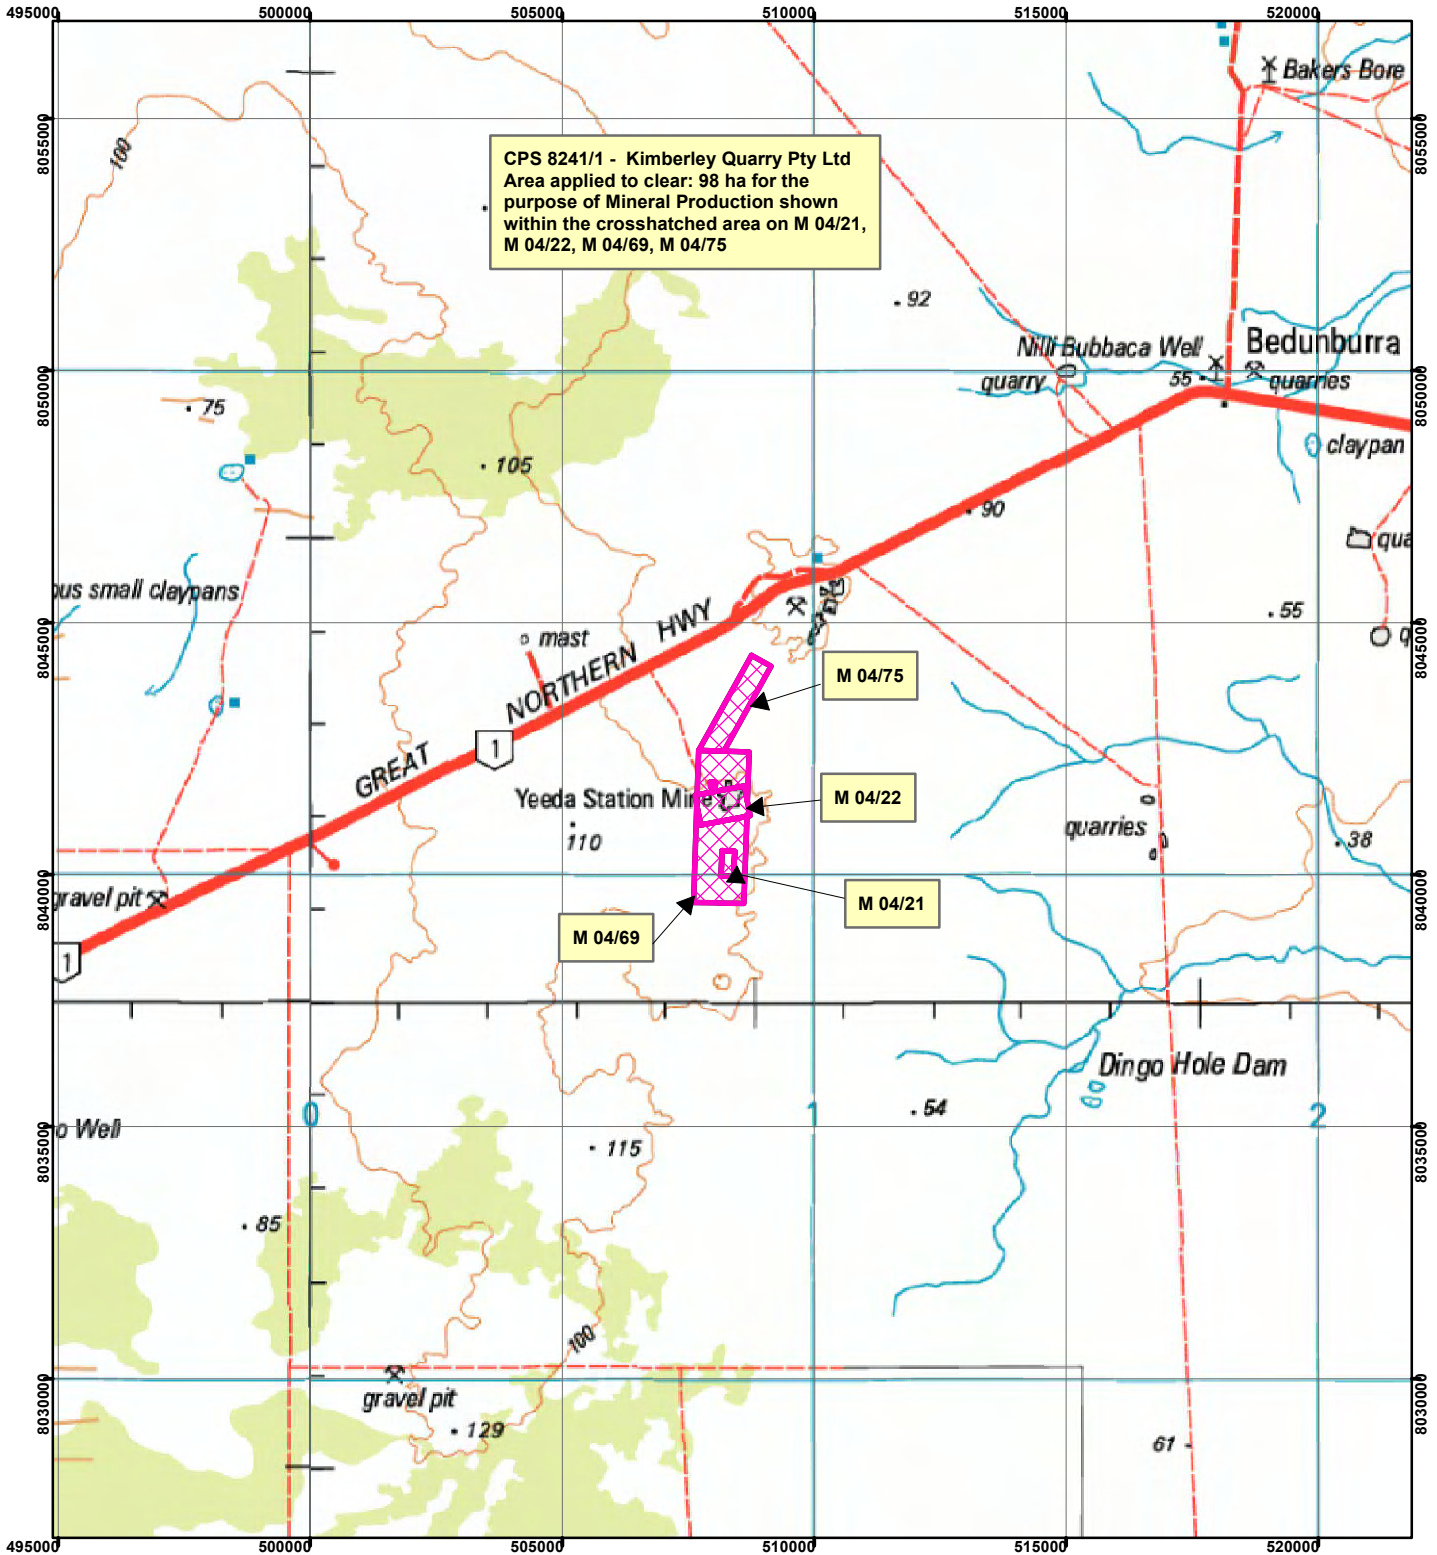 495000
500000
505000
510000
515000
520000
Bakers Bore
8055000
8055000
100
CPS 8241/1 - Kimberley Quarry Pty Ltd
Area applied to clear: 98 ha for the
purpose of Mineral Production shown
within the crosshatched area on M 04/21,
M 04/22, M 04/69, M 04/75
92
Nilli Bubbaca Well
Bedunburra
quarry
55
quarries
8050000
8050000
75
claypan
105
90
qua
ous small claypans
HWY
55
mast
NORTHERN
8045000
8045000
q
M 04/75
1
GREAT
Yeeda Station Mine
M 04/22
110
quarries
38
gravel pit
8040000
8040000
M 04/21
M 04/69
1
Dingo Hole Dam
0
1
2
54
o Well
8035000
8035000
115
85
100
gravel pit
8030000
8030000
129
61
495000
500000
505000
510000
515000
520000